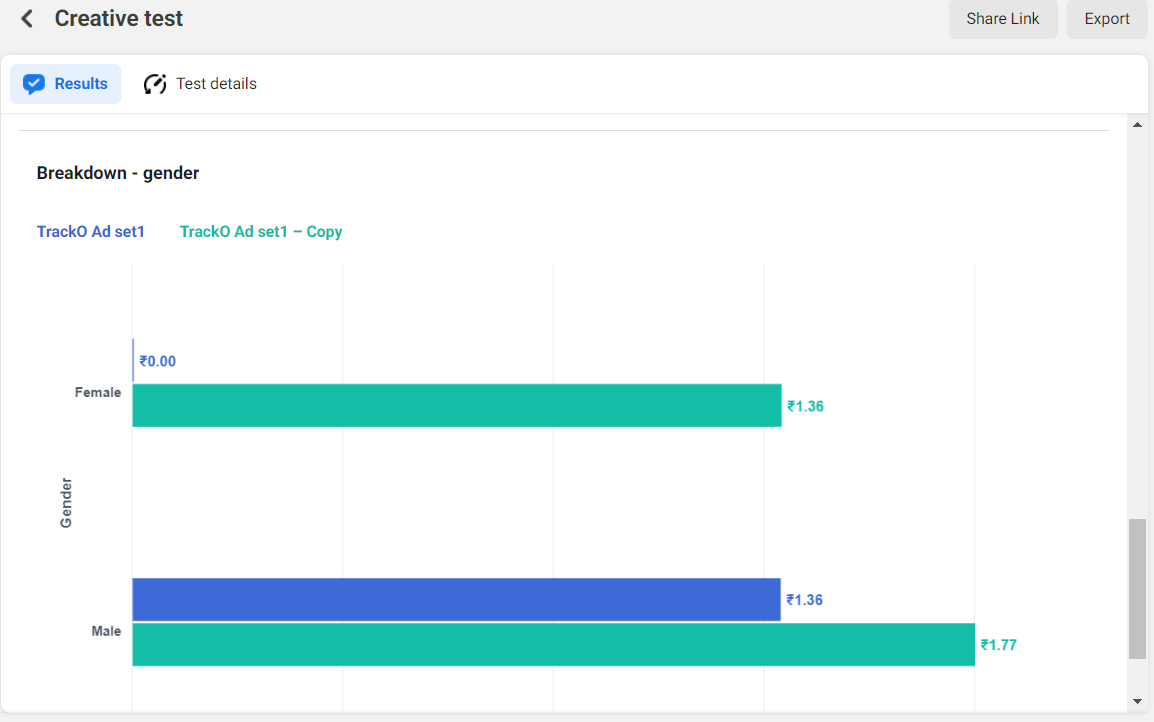 Creative test
Share Link
Export
Results
Test details
Breakdown - gender
TrackO Ad set1
TrackO Ad set1 – Copy
₹0.00
Female
₹1.36
Gender
₹1.36
Male
₹1.77